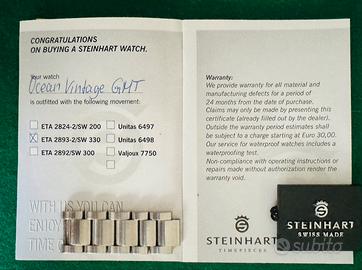 CONGRATULATIONS
ON BUYING A STEINHART WATCH.
Your watch
Ocean Vintage GMT
is outfitted with the following movement:
ETA 2824-2/SW 200
Unitas 6497
ETA 2893-2/SW 330
Unitas 6498
ETA 2892/SW 300
Valjoux 7750
WITH US YOU CAN
ENJOY
TIME
Warranty:
We provide warranty for all material and
manufacturing defects for a period of
24 months from the date of purchase.
Claims may only be made by presenting this
certificate (already filled out by the dealer).
Outside the warranty period estimates shall
be subject to a charge starting at Euro 30,00.
Our service for waterproof watches includes a
waterproofing test.
Non-compliance with operating instructions or
repairs made without authorization render the
warranty void.
STEINHART
TIMEPIECES
STEINHART
SWISS MADE
subito